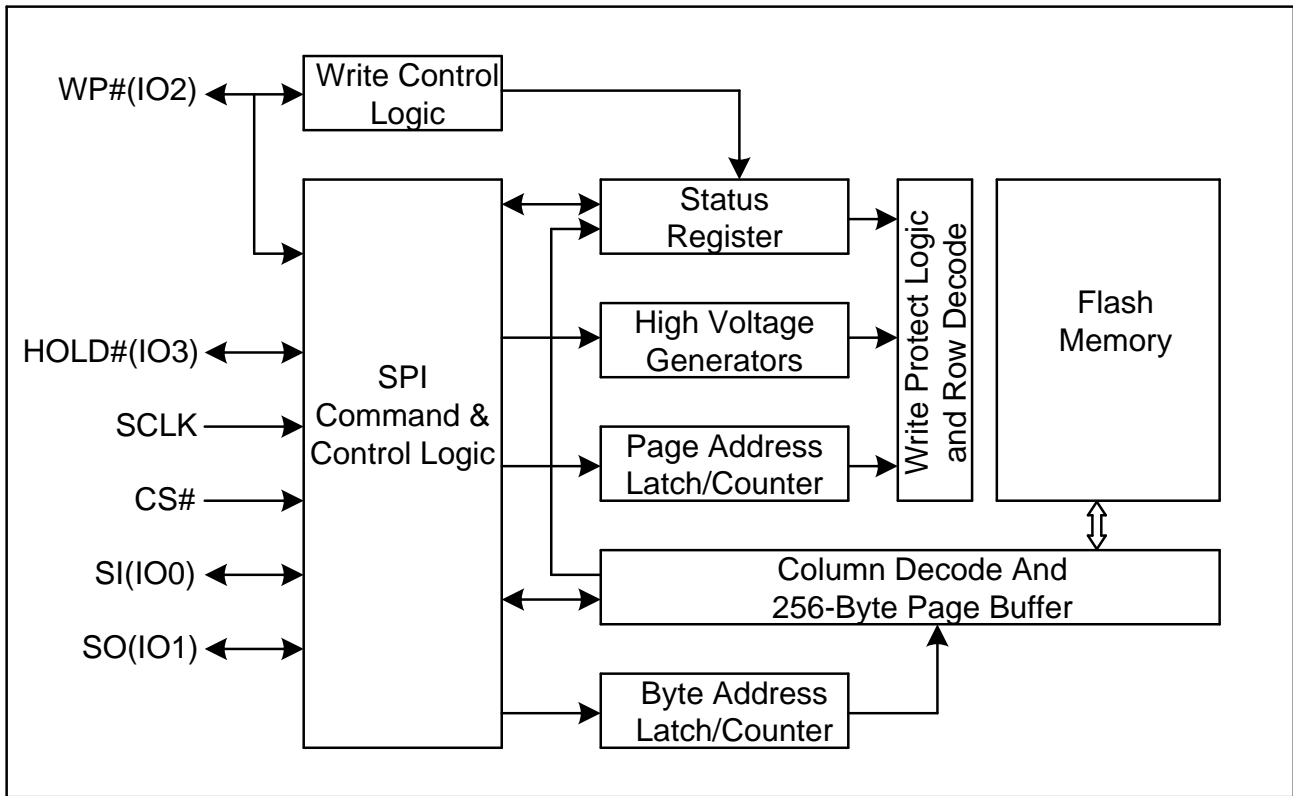 WP#(IO2)
Write Control
Logic
Status
Register
Write Protect Logic
and Row Decode
Flash
Memory
HOLD#(IO3)
High Voltage
Generators
SPI
Command &
Control Logic
SCLK
Page Address
Latch/Counter
CS#
SI(IO0)
Column Decode And
256-Byte Page Buffer
SO(IO1)
Byte Address
Latch/Counter